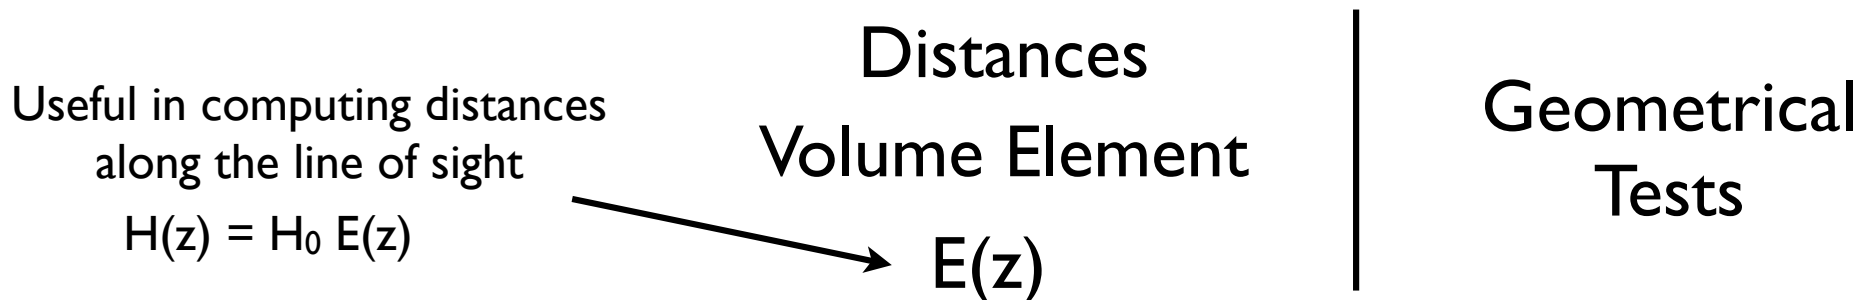 Useful in computing distances
along the line of sight
H(z) = H₀ E(z)
Distances
Volume Element
E(z)
Geometrical
Tests